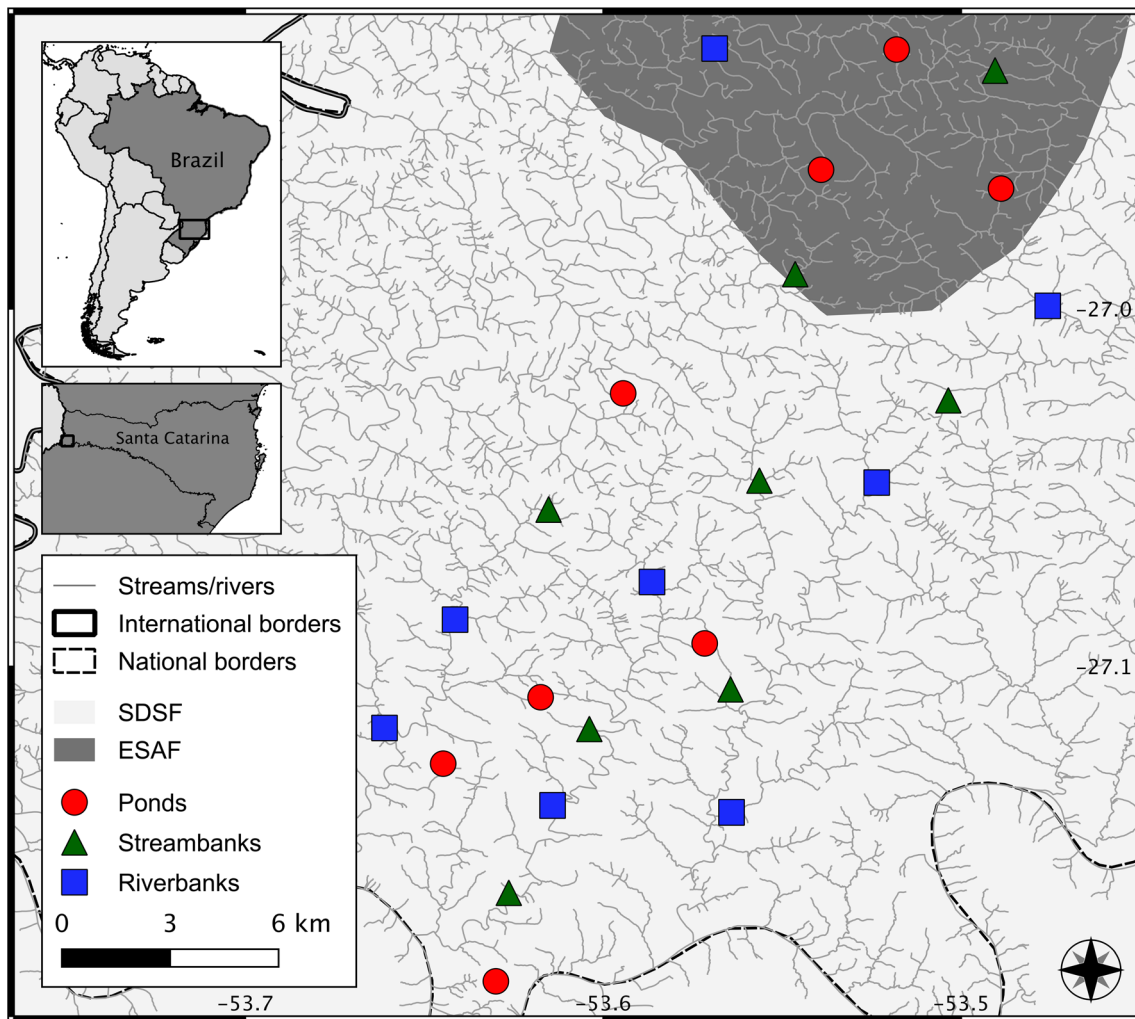 Brazil
Santa Catarina
Streams/rivers
International borders
National borders
SDSF
ESAF
Ponds
Streambanks
Riverbanks
0 3 6 km
−27.0
−27.1
−53.7 −53.6 −53.5